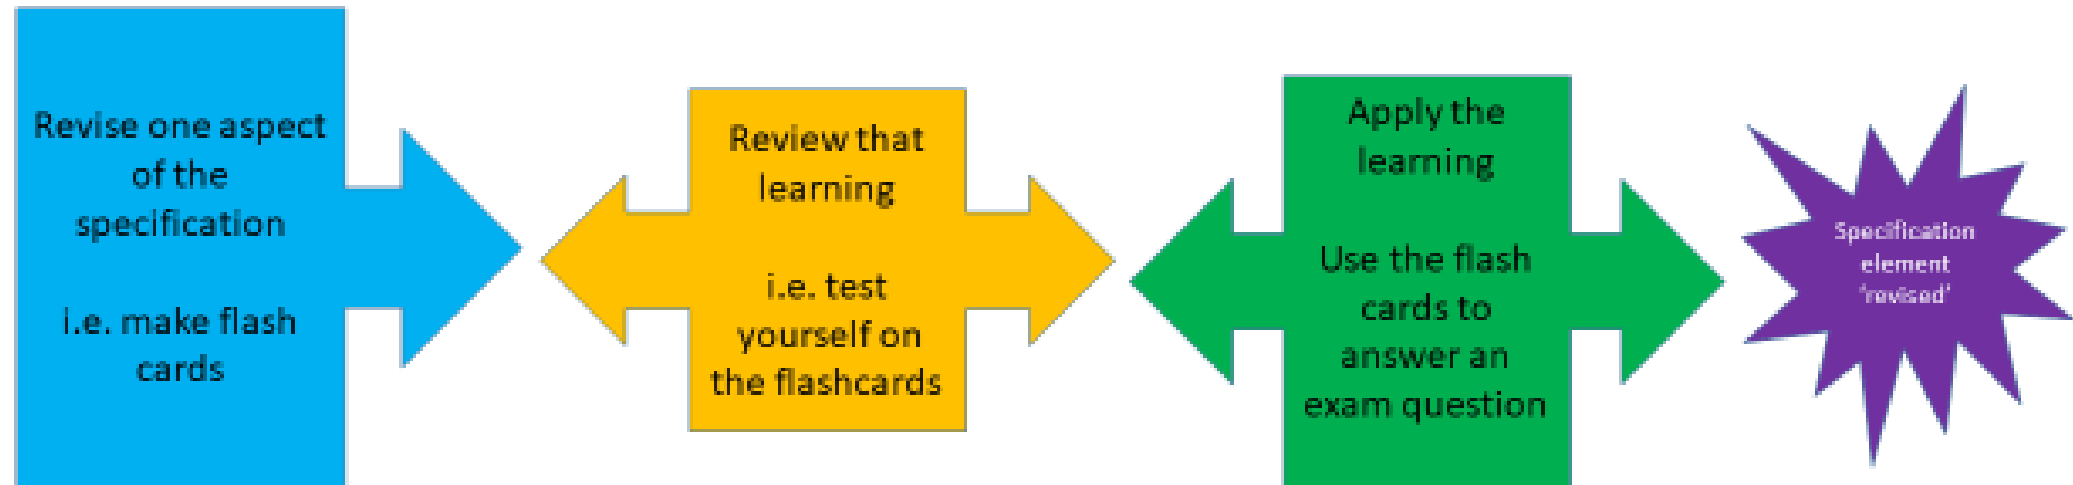 Revise one aspect
of the
specification
i.e. make flash
cards
Review that
learning
i.e. test
yourself on
the flashcards
Apply the
learning
Use the flash
cards to
answer an
exam question
Specification
element
‘revised’